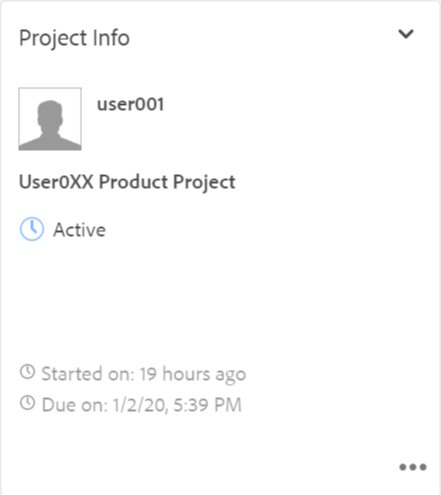 Project Info
user001
User0XX Product Project
Active
Started on: 19 hours ago
Due on: 1/2/20, 5:39 PM